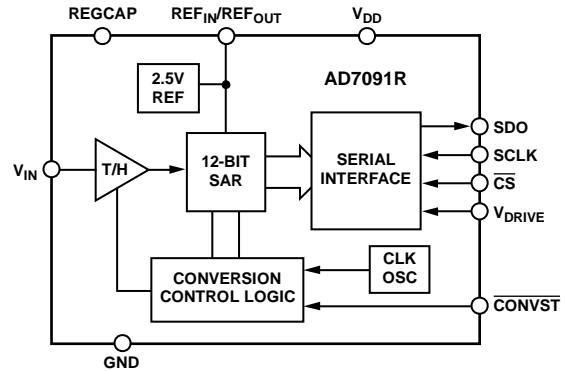 REGCAP
REFIN/REFOUT
VDD
2.5V
REF
AD7091R
VIN
T/H
12-BIT
SAR
SERIAL
INTERFACE
SDO
SCLK
CS
VDRIVE
CONVERSION
CONTROL LOGIC
CLK
OSC
CONVST
GND